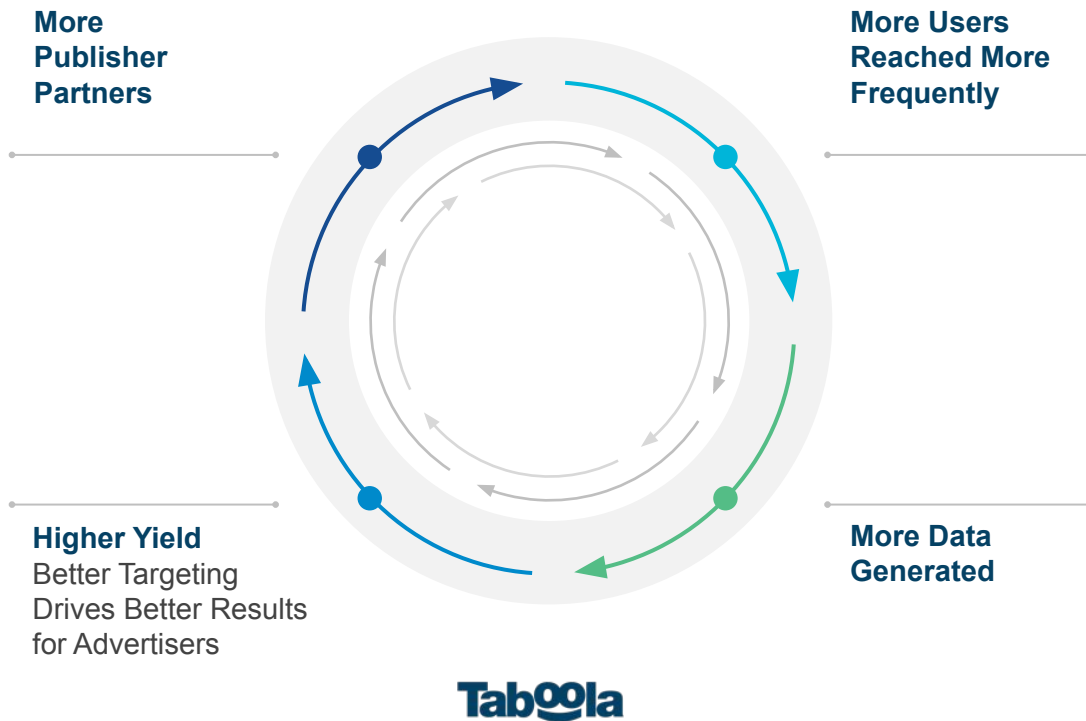 More
Publisher
Partners
More Users
Reached More
Frequently
Higher Yield
Better Targeting
Drives Better Results
for Advertisers
More Data
Generated
Taboola